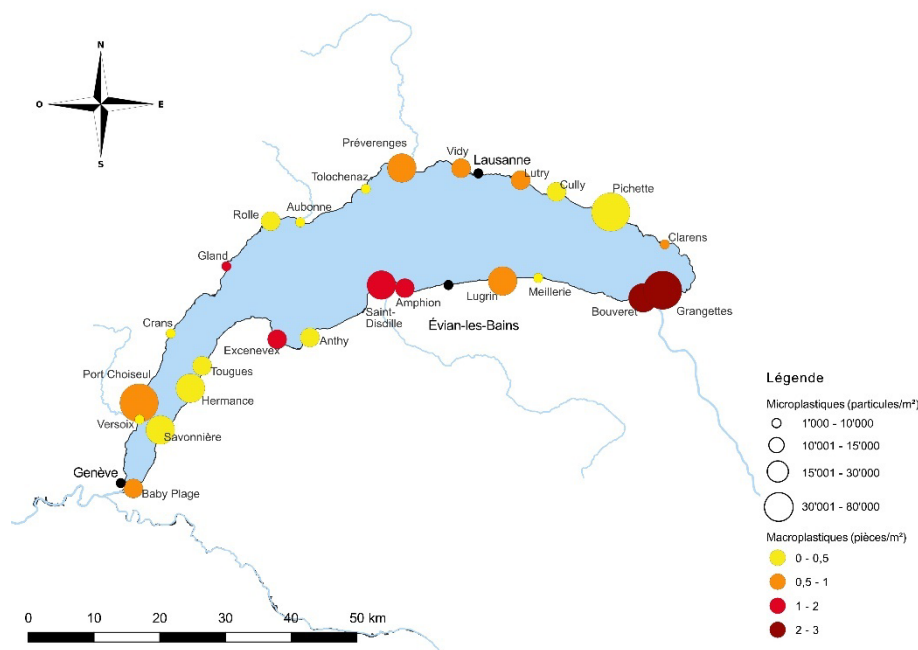 N
O
E
S
Préverenges
Vidy
Lausanne
Lutry
Tolochenaz
Cully
Pichette
Rolle
Aubonne
Clarens
Gland
Amphion
Lugrin
Meillerie
Saint-
Disdille
Bouveret
Grangettes
Évian-les-Bains
Crans
Excenevex
Anthy
Port Choiseul
Tougues
Hermance
Versoix
Savonnière
Genève
Baby Plage
0
10
20
30
40
50 km
Légende
Microplastiques (particules/m²)
1'000 - 10'000
10'001 - 15'000
15'001 - 30'000
30'001 - 80'000
Macroplastiques (pièces/m²)
0 - 0,5
0,5 - 1
1 - 2
2 - 3